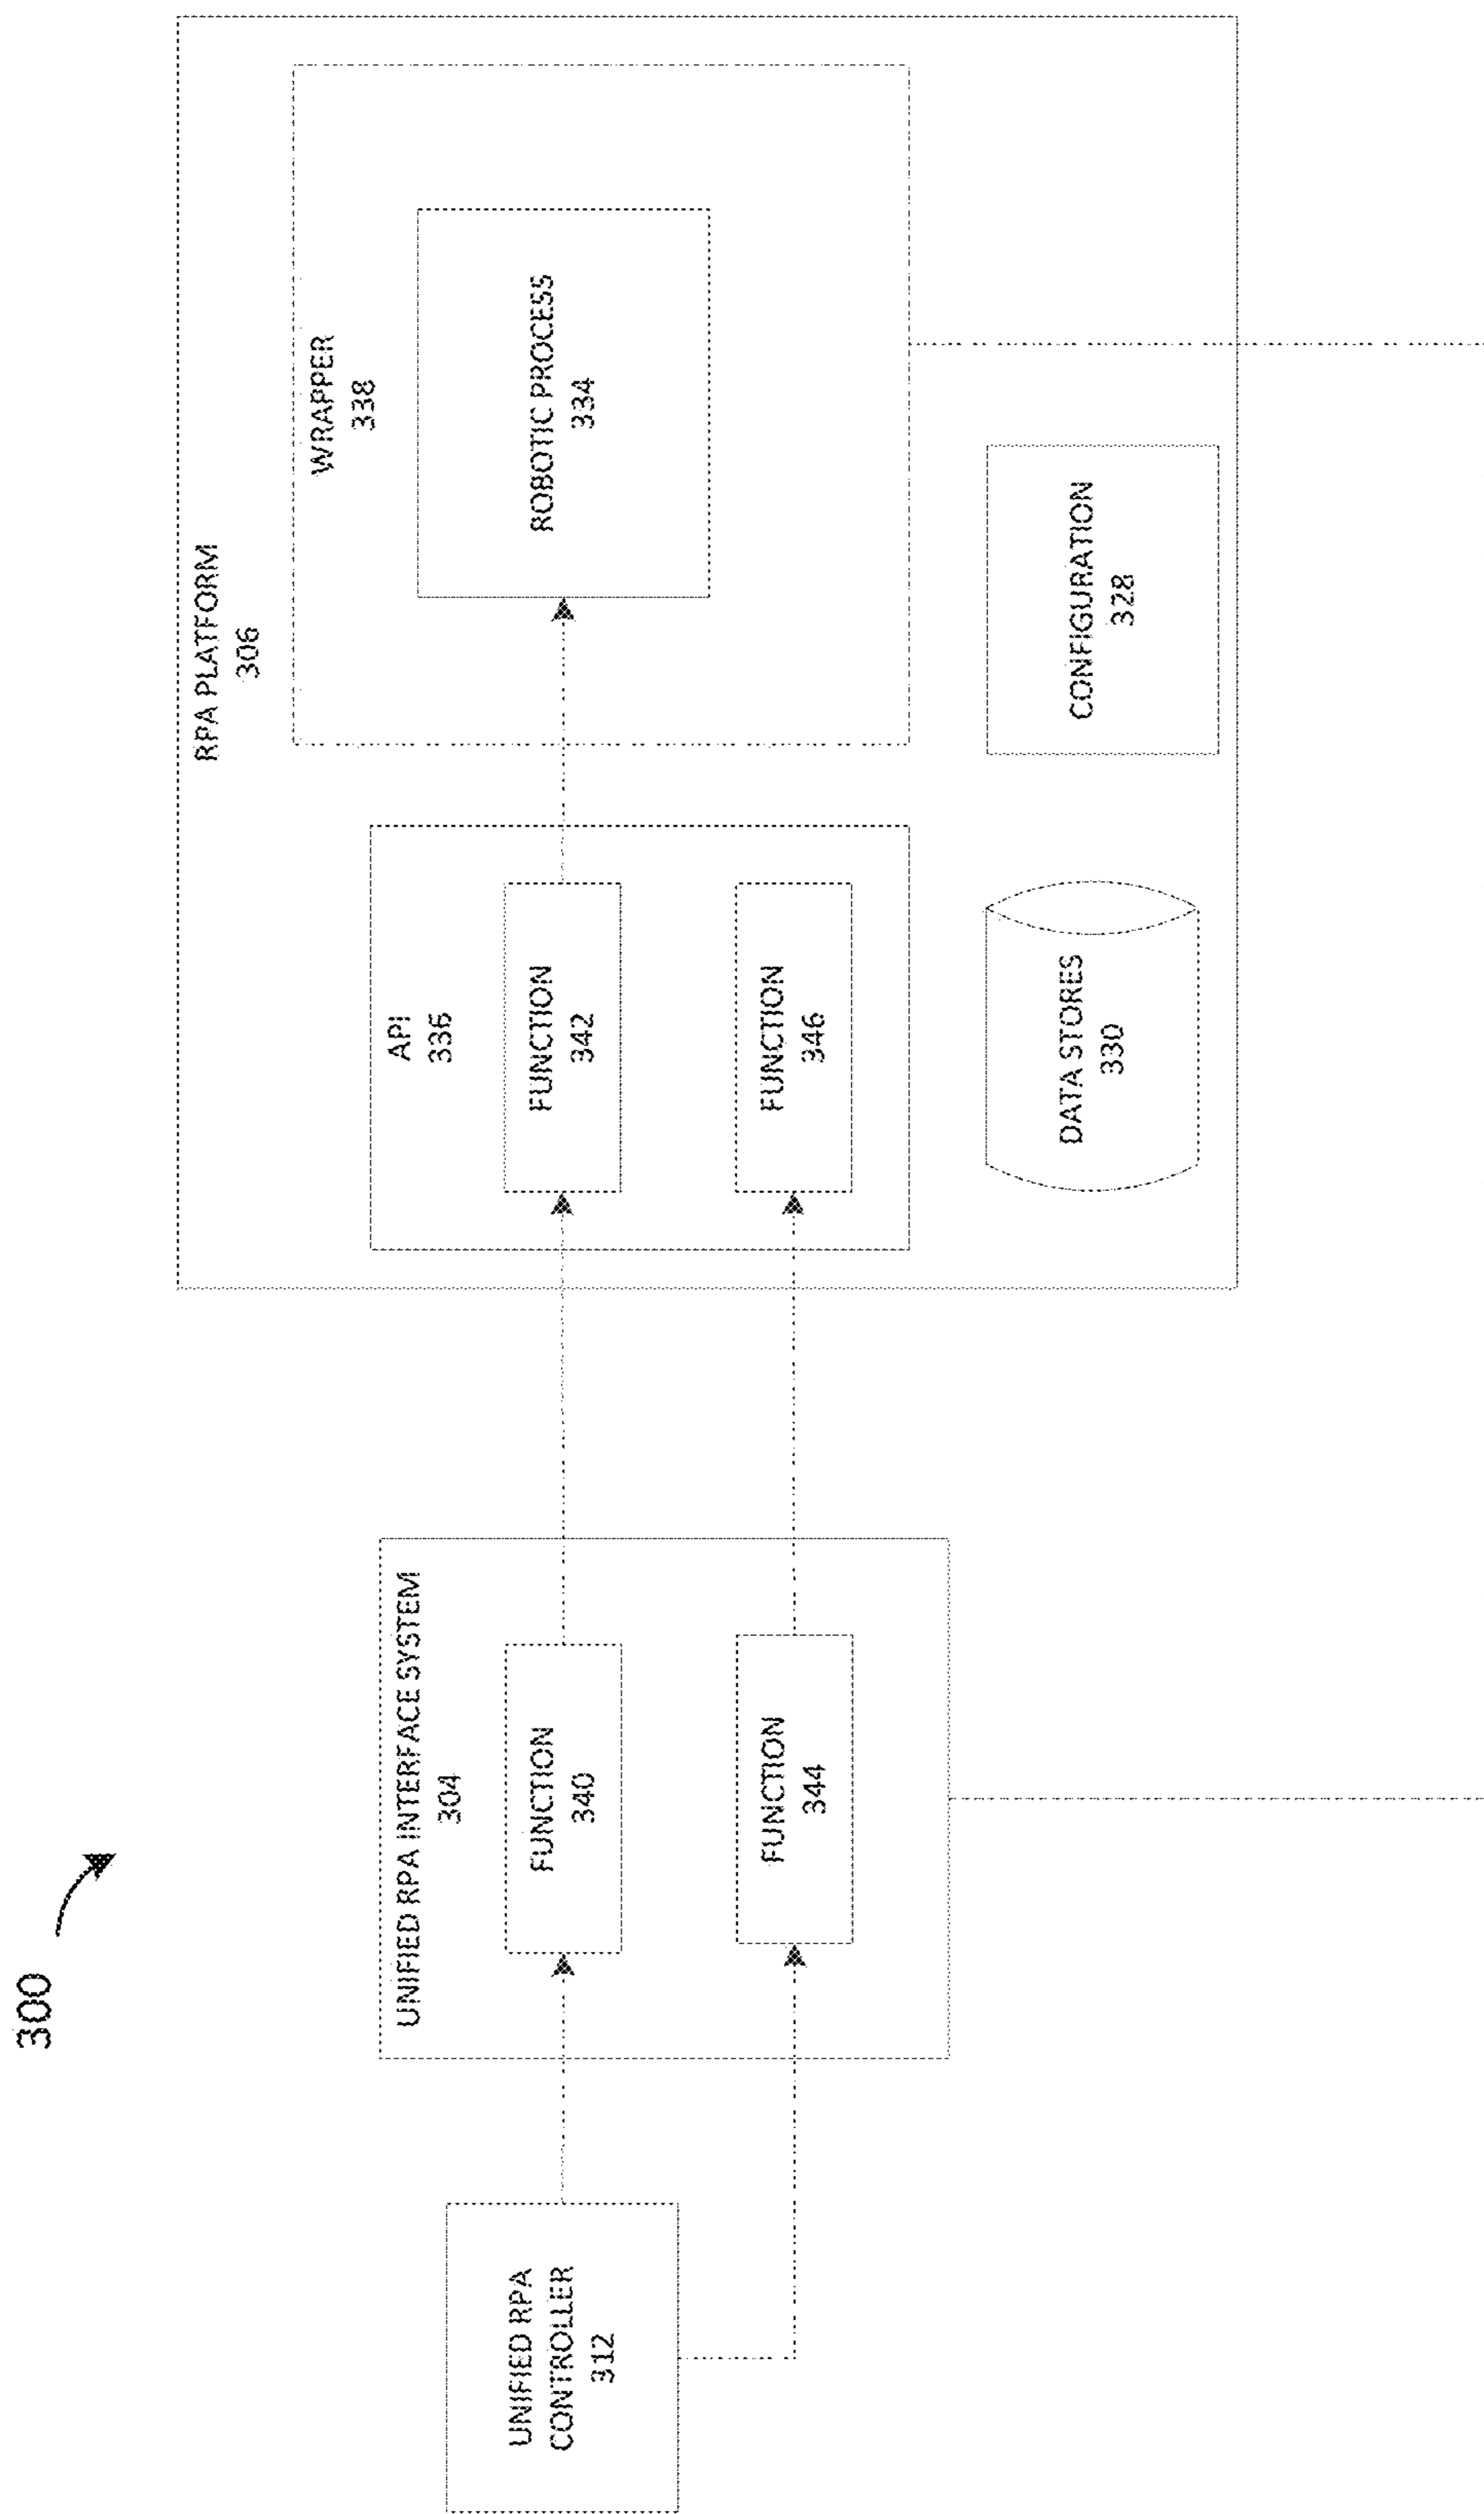 300
UNIFIED RPA
CONTROLLER
312
UNIFIED RPA INTERFACE SYSTEM
304
FUNCTION
340
FUNCTION
344
RPA PLATFORM
306
API
336
FUNCTION
342
FUNCTION
346
DATA STORES
330
WRAPPER
338
ROBOTIC PROCESS
334
CONFIGURATION
328